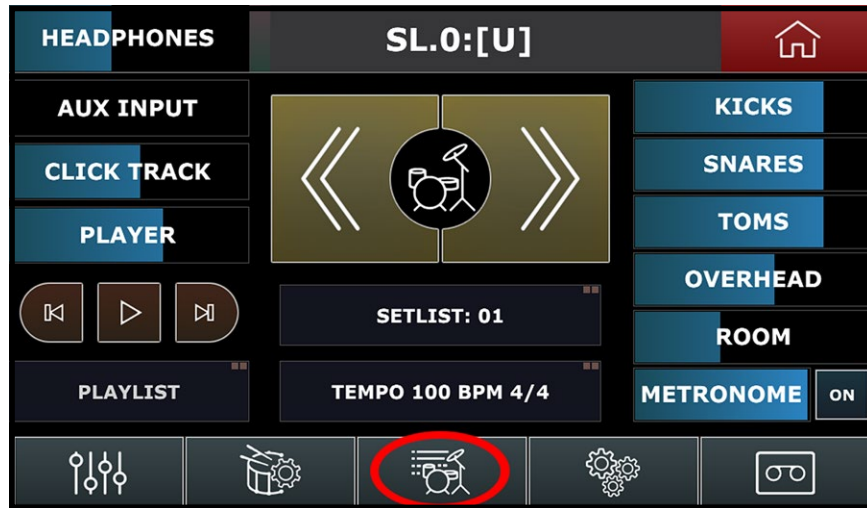 HEADPHONES
SL.0:[U]
AUX INPUT
CLICK TRACK
PLAYER
PLAYLIST
SETLIST: 01
TEMPO 100 BPM 4/4
KICKS
SNARES
TOMS
OVERHEAD
ROOM
METRONOME
ON